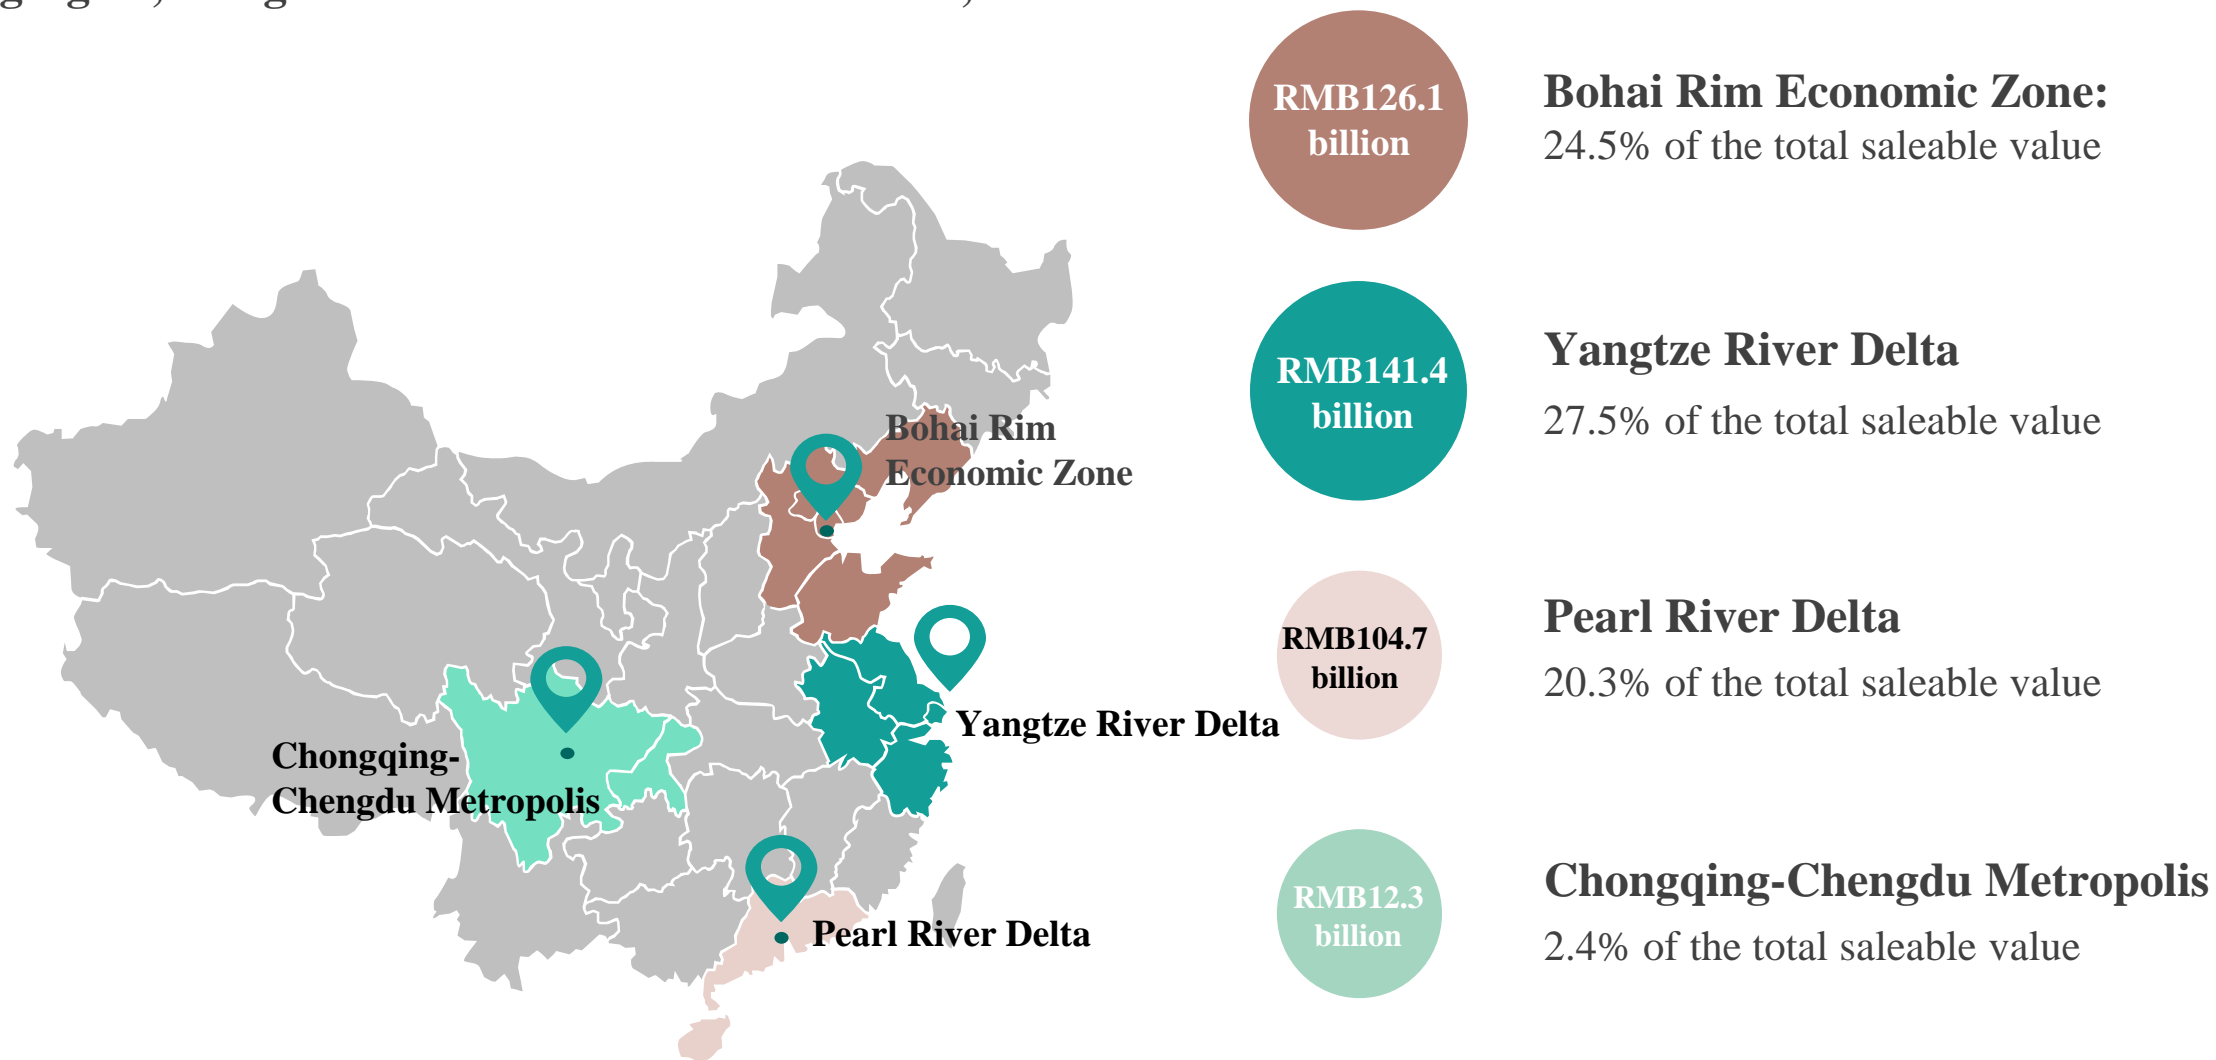 RMB126.1
billion
Bohai Rim Economic Zone:
24.5% of the total saleable value
RMB141.4
billion
Yangtze River Delta
27.5% of the total saleable value
RMB104.7
billion
Pearl River Delta
20.3% of the total saleable value
RMB12.3
billion
Chongqing-Chengdu Metropolis
2.4% of the total saleable value
Bohai Rim
Economic Zone
Yangtze River Delta
Chongqing-
Chengdu Metropolis
Pearl River Delta